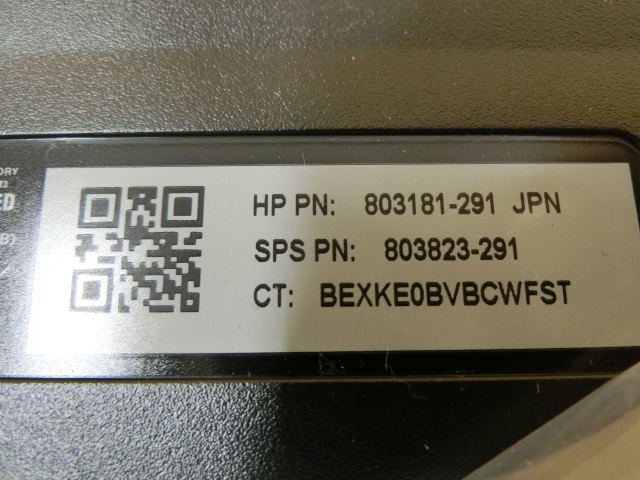 HP PN: 803181-291 JPN
SPS PN: 803823-291
CT: BEXKE0BVBCWFST